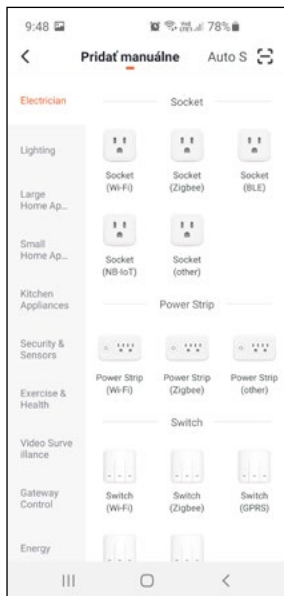 9:48 78%
Pridať manuálne Auto S
Electrician
Lighting
Large
Home Ap...
Small
Home Ap...
Kitchen
Appliances
Security &
Sensors
Exercise &
Health
Video Surve
illance
Gateway
Control
Energy
Socket
Socket Socket Socket
(Wi-Fi) (Zigbee) (BLE)
Socket Socket
(NB-IoT) (other)
Power Strip
Power Strip Power Strip Power Strip
(Wi-Fi) (Zigbee) (other)
Switch
Switch Switch Switch
(Wi-Fi) (Zigbee) (GPRS)